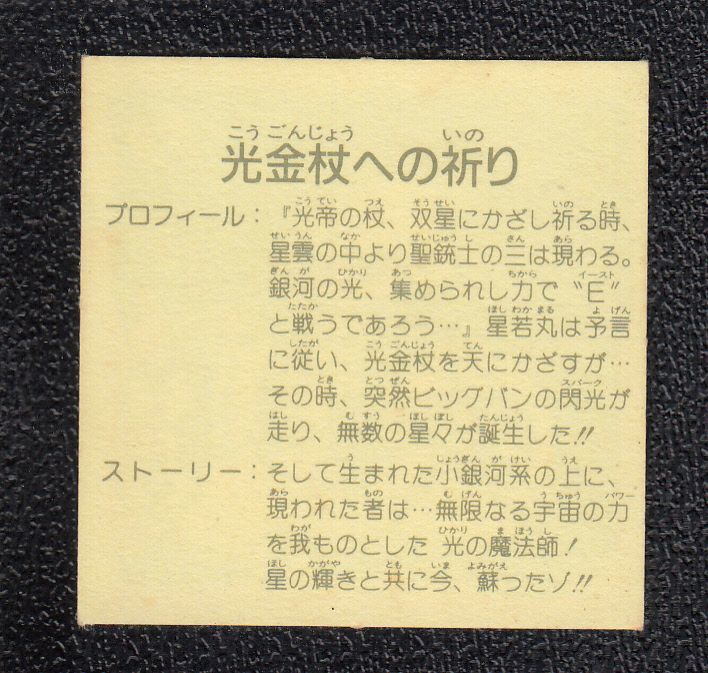 光金杖への祈り
プロフィール：『光帝の杖、双星にかざし祈る時、
星雲の中より聖銃士の三は現わる。
銀河の光、集められし力で〝E〟
と戦うであろう…』星若丸は予言
に従い、光金杖を天にかざすが…
その時、突然ビッグバンの閃光が
走り、無数の星々が誕生した!!
ストーリー：そして生まれた小銀河系の上に、
現われた者は…無限なる宇宙の力
を我ものとした 光の魔法師！
星の輝きと共に今、蘇ったゾ!!